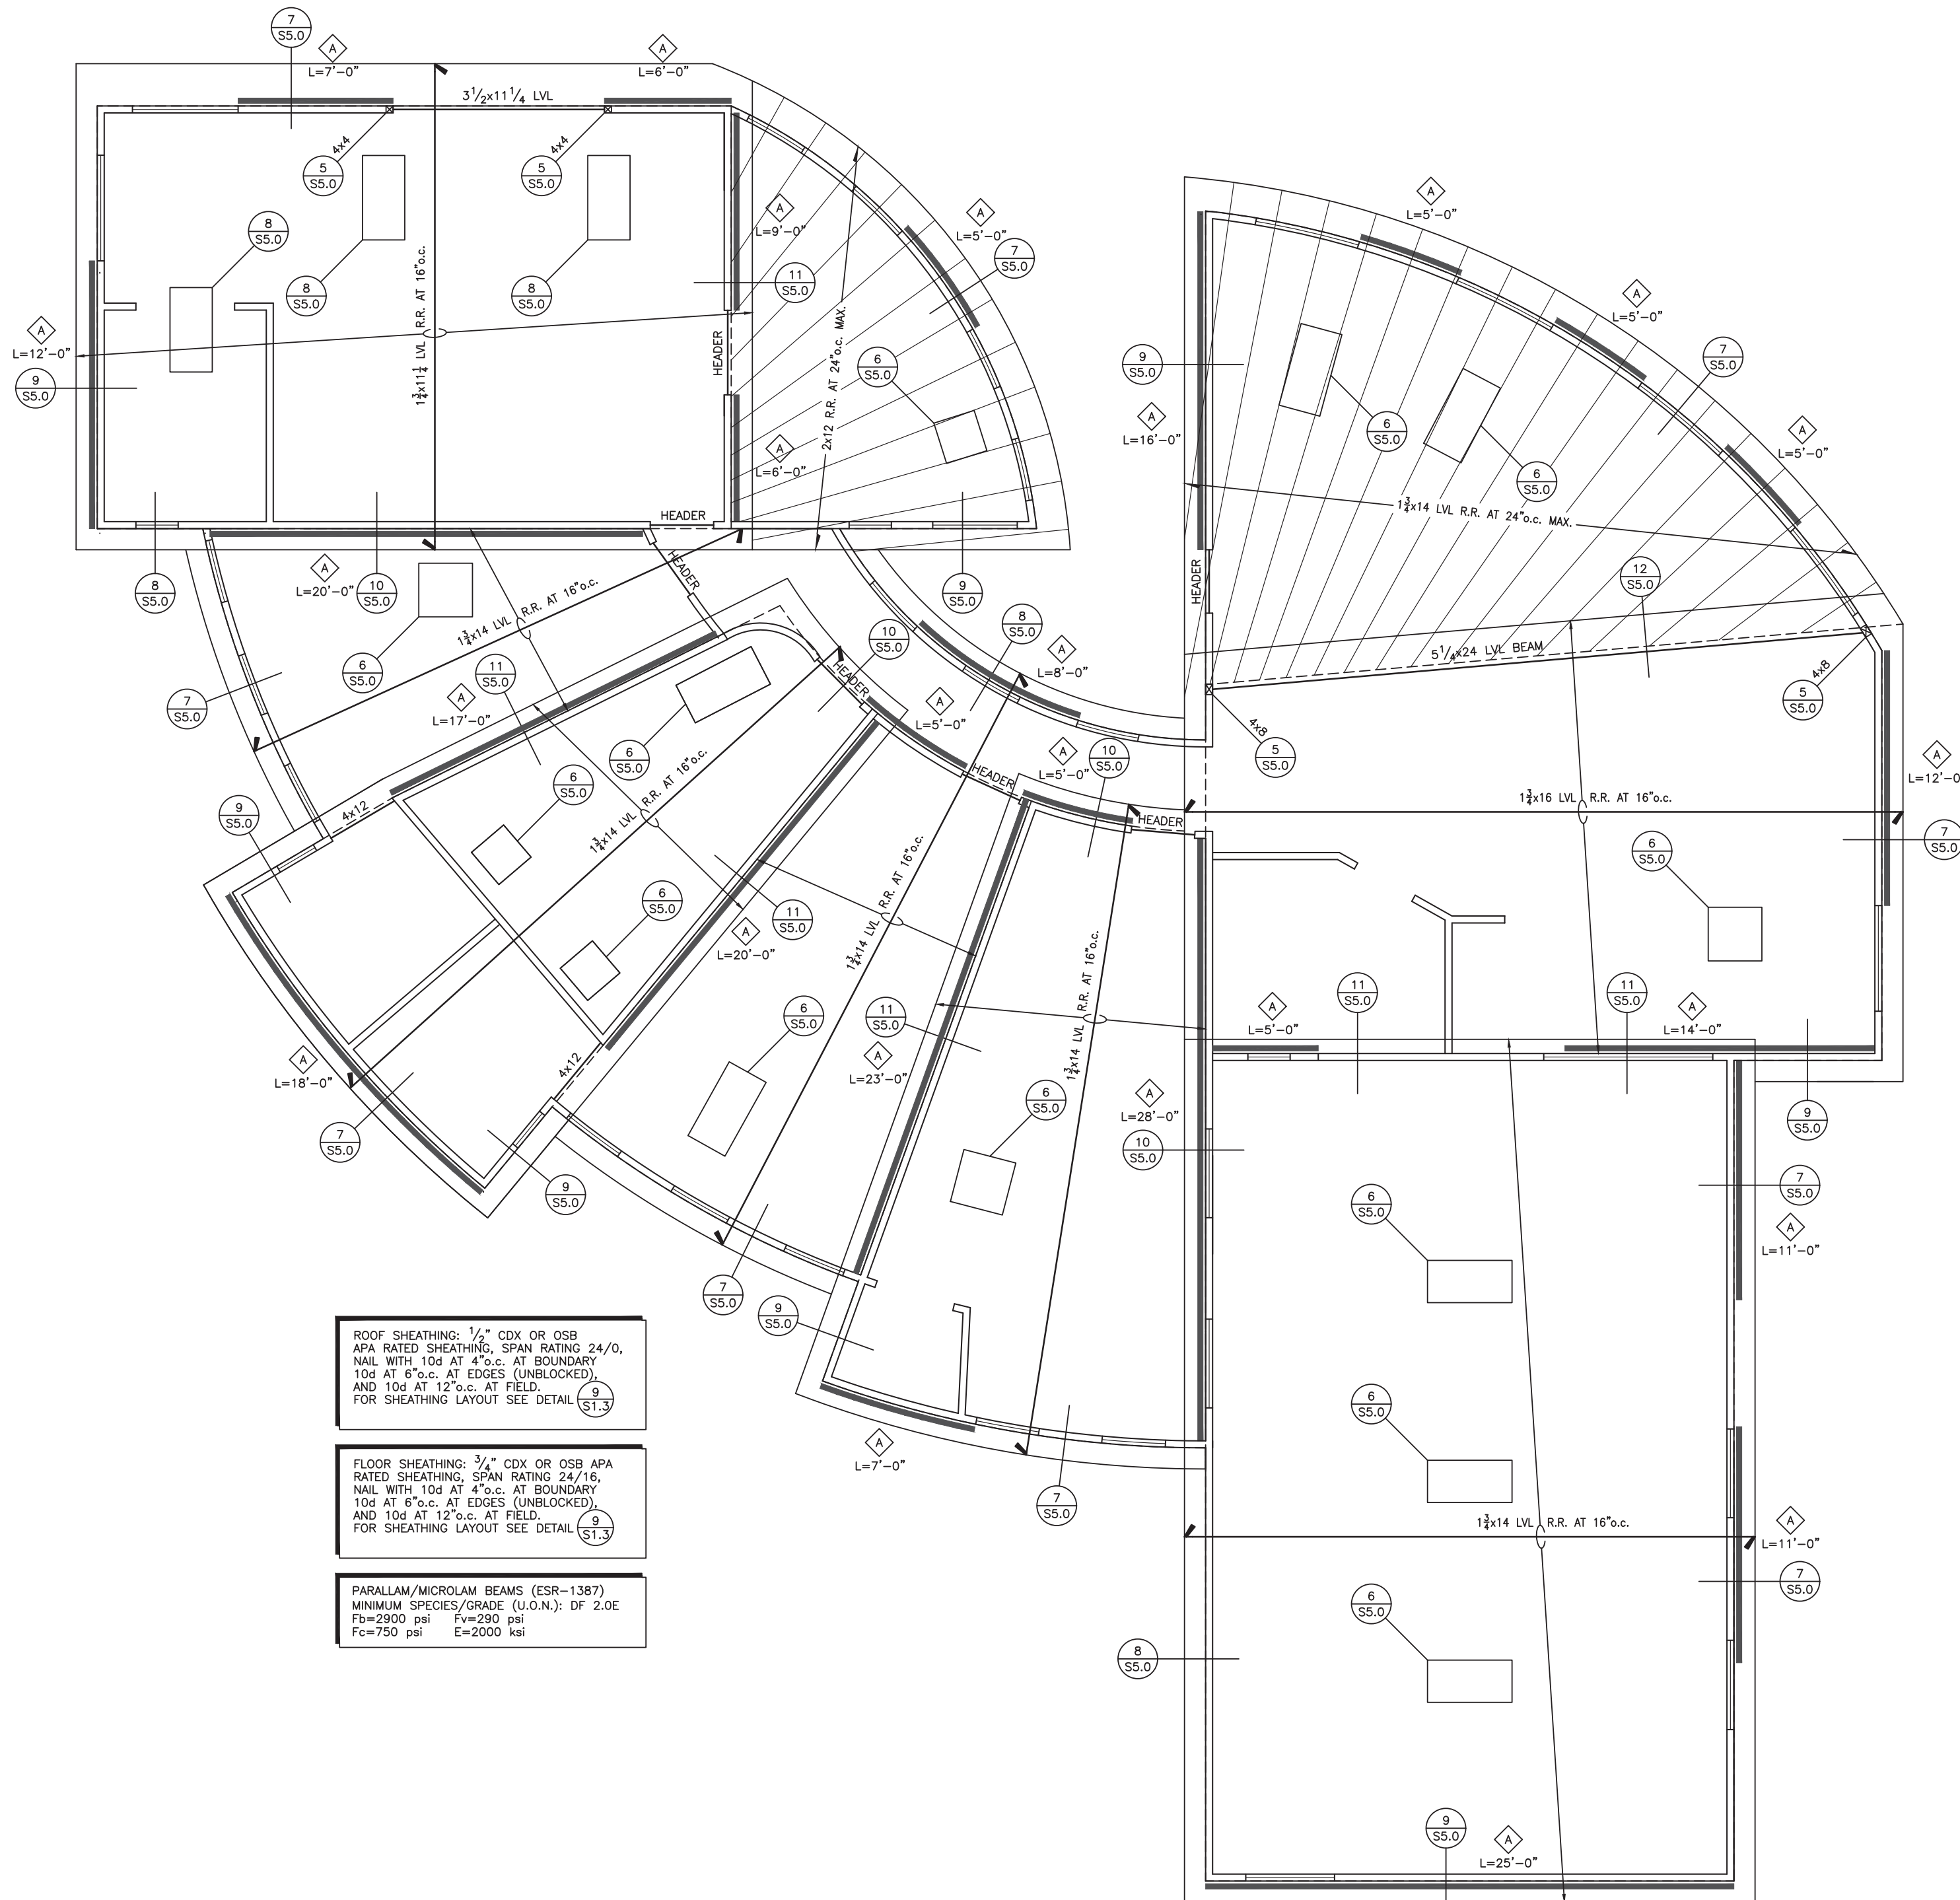 7
S5.0
A
L=7'-0"
A
L=6'-0"
3 1/2x11 1/4 LVL
4x4
5
S5.0
4x4
5
S5.0
8
S5.0
8
S5.0
8
S5.0
1 3/4x11 1/4 LVL R.R. AT 16"o.c.
A
L=12'-0"
9
S5.0
A
L=9'-0"
A
L=5'-0"
7
S5.0
11
S5.0
HEADER
2x12 R.R. AT 24"o.c. MAX.
6
S5.0
A
L=6'-0"
HEADER
8
S5.0
A
L=20'-0"
10
S5.0
9
S5.0
HEADER
1 3/4x14 LVL R.R. AT 16"o.c.
6
S5.0
7
S5.0
A
L=17'-0"
11
S5.0
10
S5.0
HEADER
8
S5.0
A
L=8'-0"
A
L=5'-0"
A
L=5'-0"
10
S5.0
HEADER
HEADER
6
S5.0
6
S5.0
6
S5.0
1 3/4x14 LVL R.R. AT 16"o.c.
4x12
9
S5.0
11
S5.0
A
L=20'-0"
1 3/4x14 LVL R.R. AT 16"o.c.
1 3/4x14 LVL R.R. AT 16"o.c.
6
S5.0
11
S5.0
A
L=23'-0"
6
S5.0
A
L=18'-0"
4x12
7
S5.0
9
S5.0
7
S5.0
9
S5.0
A
L=7'-0"
7
S5.0
A
L=5'-0"
A
L=5'-0"
A
L=5'-0"
7
S5.0
9
S5.0
A
L=16'-0"
6
S5.0
6
S5.0
1 3/4x14 LVL R.R. AT 24"o.c. MAX.
HEADER
12
S5.0
5 1/4x24 LVL BEAM
4x8
5
S5.0
4x8
5
S5.0
A
L=12'-0"
1 3/4x16 LVL R.R. AT 16"o.c.
7
S5.0
6
S5.0
A
L=5'-0"
11
S5.0
11
S5.0
A
L=14'-0"
9
S5.0
A
L=28'-0"
10
S5.0
7
S5.0
A
L=11'-0"
6
S5.0
6
S5.0
1 3/4x14 LVL R.R. AT 16"o.c.
A
L=11'-0"
7
S5.0
6
S5.0
8
S5.0
9
S5.0
A
L=25'-0"
ROOF SHEATHING: 1/2" CDX OR OSB
APA RATED SHEATHING, SPAN RATING 24/0,
NAIL WITH 10d AT 4"o.c. AT BOUNDARY
10d AT 6"o.c. AT EDGES (UNBLOCKED),
AND 10d AT 12"o.c. AT FIELD.
FOR SHEATHING LAYOUT SEE DETAIL 9
S1.3
FLOOR SHEATHING: 3/4" CDX OR OSB APA
RATED SHEATHING, SPAN RATING 24/16,
NAIL WITH 10d AT 4"o.c. AT BOUNDARY
10d AT 6"o.c. AT EDGES (UNBLOCKED),
AND 10d AT 12"o.c. AT FIELD.
FOR SHEATHING LAYOUT SEE DETAIL 9
S1.3
PARALLAM/MICROLAM BEAMS (ESR-1387)
MINIMUM SPECIES/GRADE (U.O.N.): DF 2.0E
Fb=2900 psi Fv=290 psi
Fc=750 psi E=2000 ksi